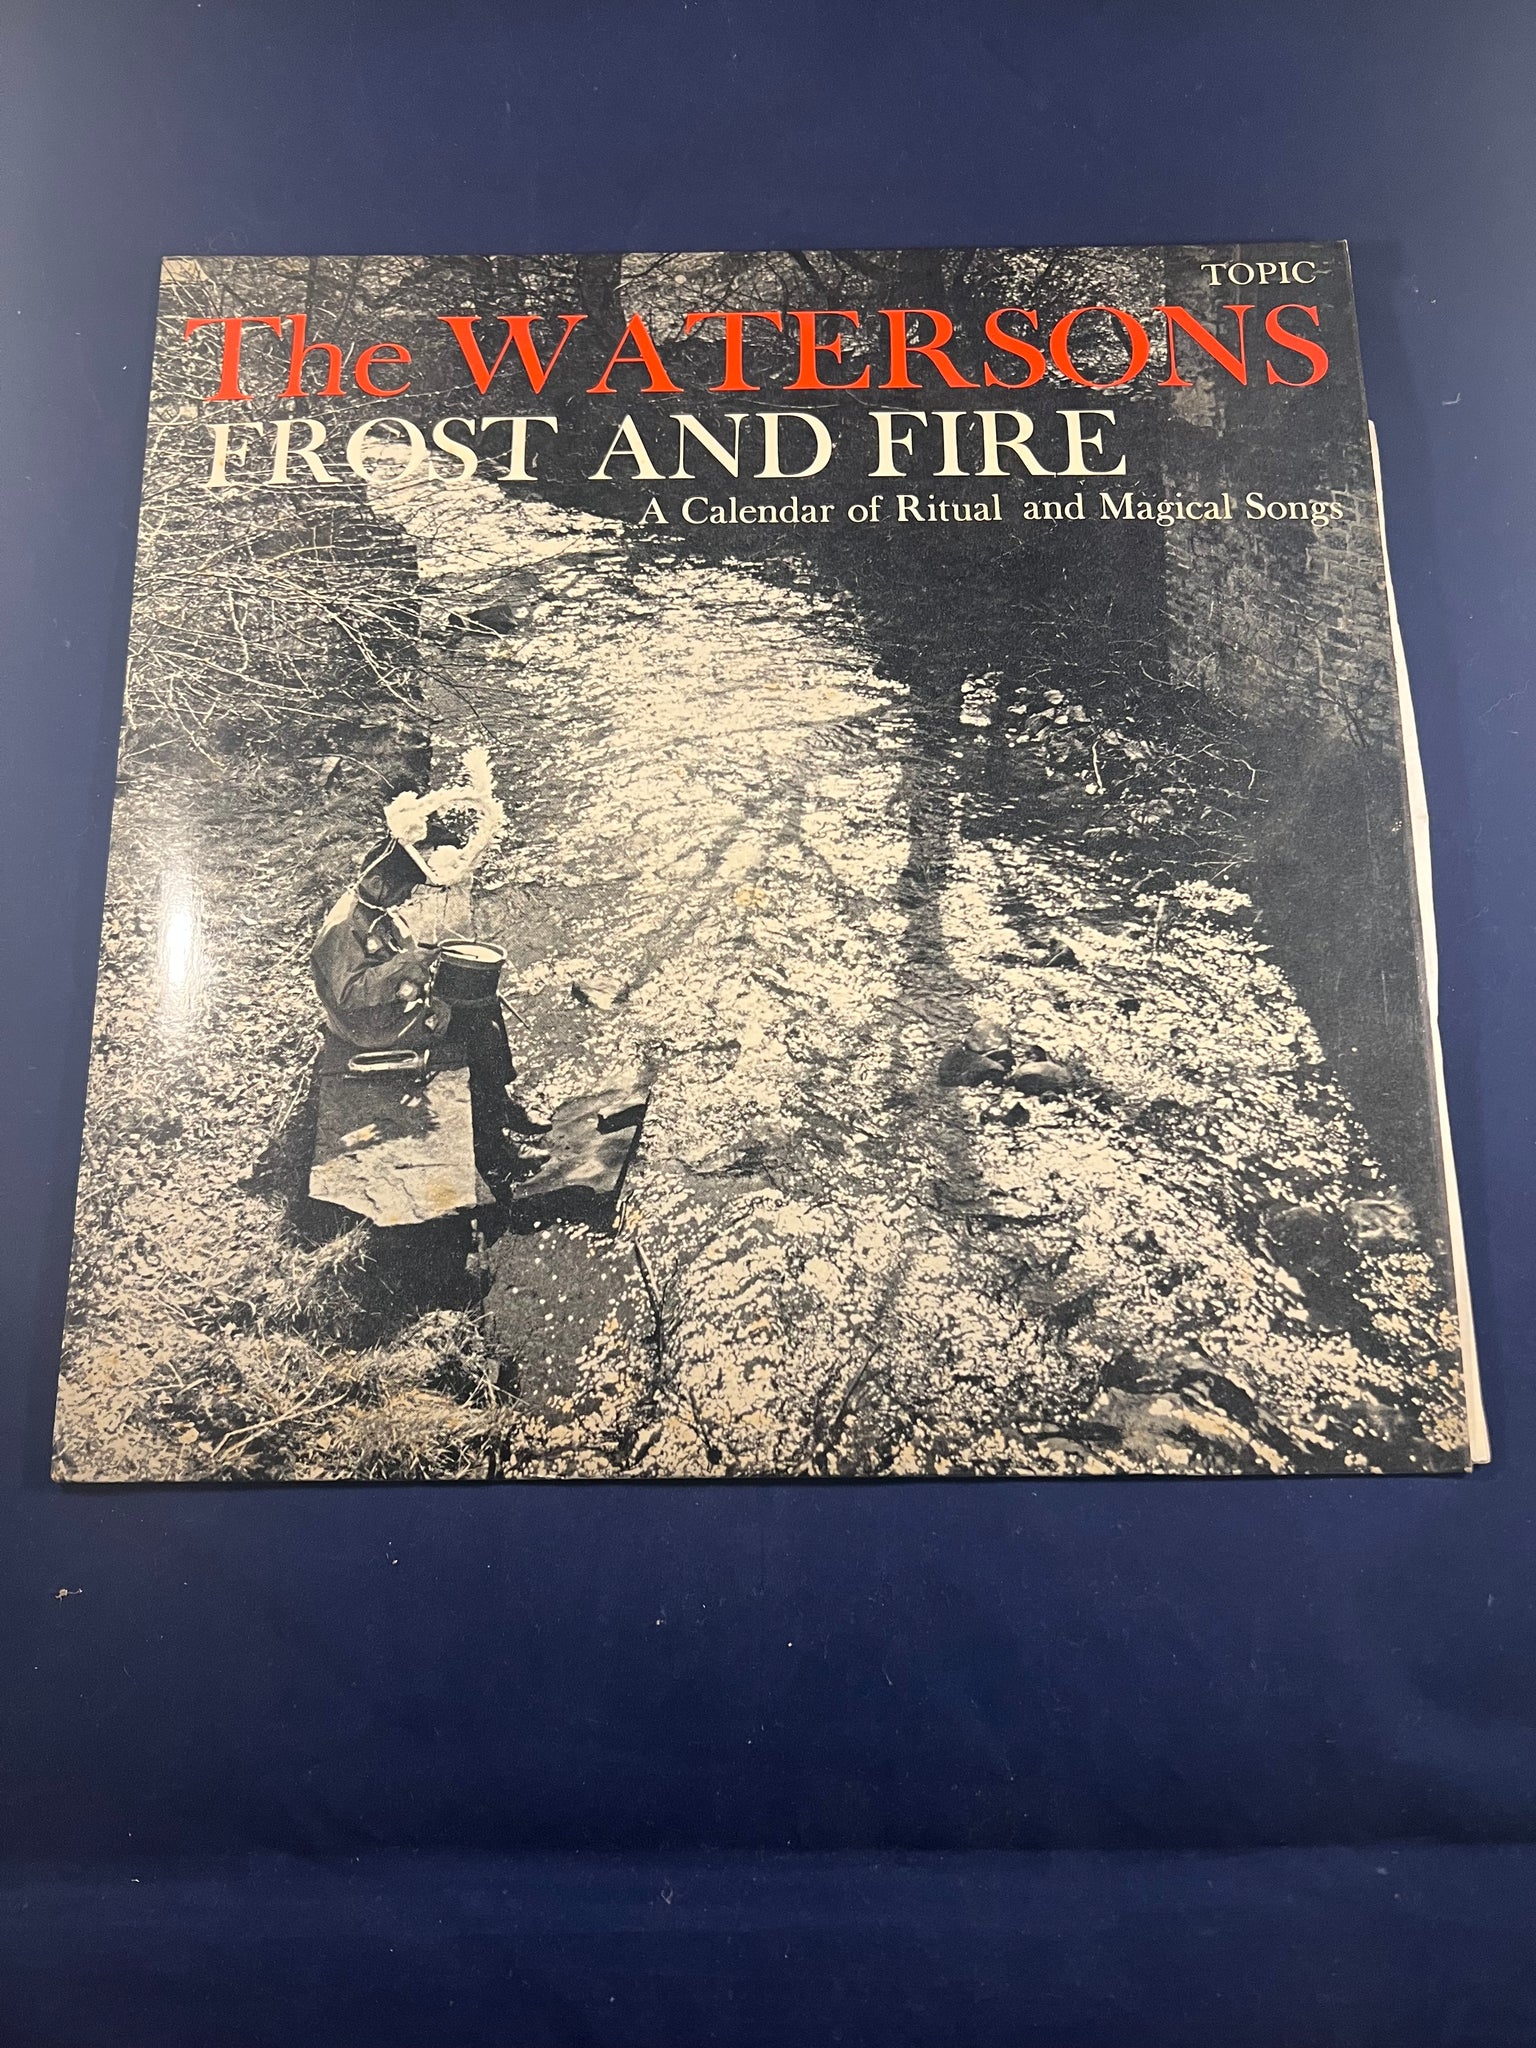 TOPIC
The WATERSONS
FROST AND FIRE
A Calendar of Ritual and Magical Songs